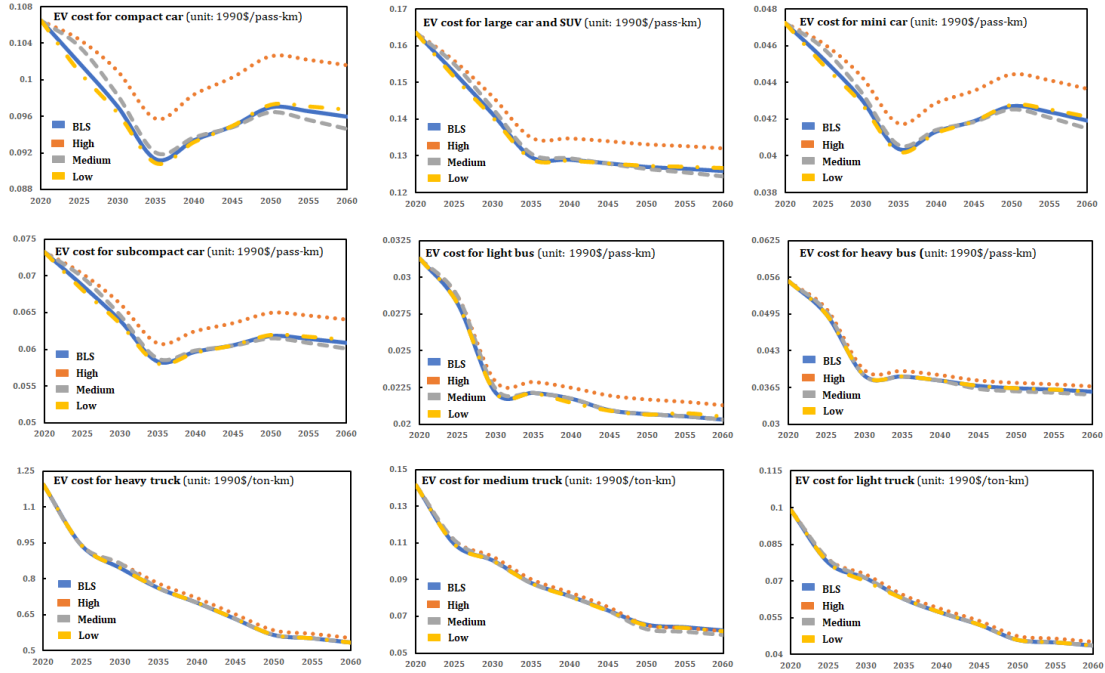 EV cost for compact car (unit: 1990$/pass-km)
0.108
0.104
0.1
0.096
0.092
0.088
BLS
High
Medium
Low
2020 2025 2030 2035 2040 2045 2050 2055 2060
EV cost for large car and SUV (unit: 1990$/pass-km)
0.17
0.16
0.15
0.14
0.13
0.12
BLS
High
Medium
Low
2020 2025 2030 2035 2040 2045 2050 2055 2060
EV cost for mini car (unit: 1990$/pass-km)
0.048
0.046
0.044
0.042
0.04
0.038
BLS
High
Medium
Low
2020 2025 2030 2035 2040 2045 2050 2055 2060
EV cost for subcompact car (unit: 1990$/pass-km)
0.075
0.07
0.065
0.06
0.055
0.05
BLS
High
Medium
Low
2020 2025 2030 2035 2040 2045 2050 2055 2060
EV cost for light bus (unit: 1990$/pass-km)
0.0325
0.03
0.0275
0.025
0.0225
0.02
BLS
High
Medium
Low
2020 2025 2030 2035 2040 2045 2050 2055 2060
EV cost for heavy bus (unit: 1990$/pass-km)
0.0625
0.056
0.0495
0.043
0.0365
0.03
BLS
High
Medium
Low
2020 2025 2030 2035 2040 2045 2050 2055 2060
EV cost for heavy truck (unit: 1990$/ton-km)
1.25
1.1
0.95
0.8
0.65
0.5
BLS
High
Medium
Low
2020 2025 2030 2035 2040 2045 2050 2055 2060
EV cost for medium truck (unit: 1990$/ton-km)
0.15
0.13
0.11
0.09
0.07
0.05
BLS
High
Medium
Low
2020 2025 2030 2035 2040 2045 2050 2055 2060
EV cost for light truck (unit: 1990$/ton-km)
0.115
0.1
0.085
0.07
0.055
0.04
BLS
High
Medium
Low
2020 2025 2030 2035 2040 2045 2050 2055 2060